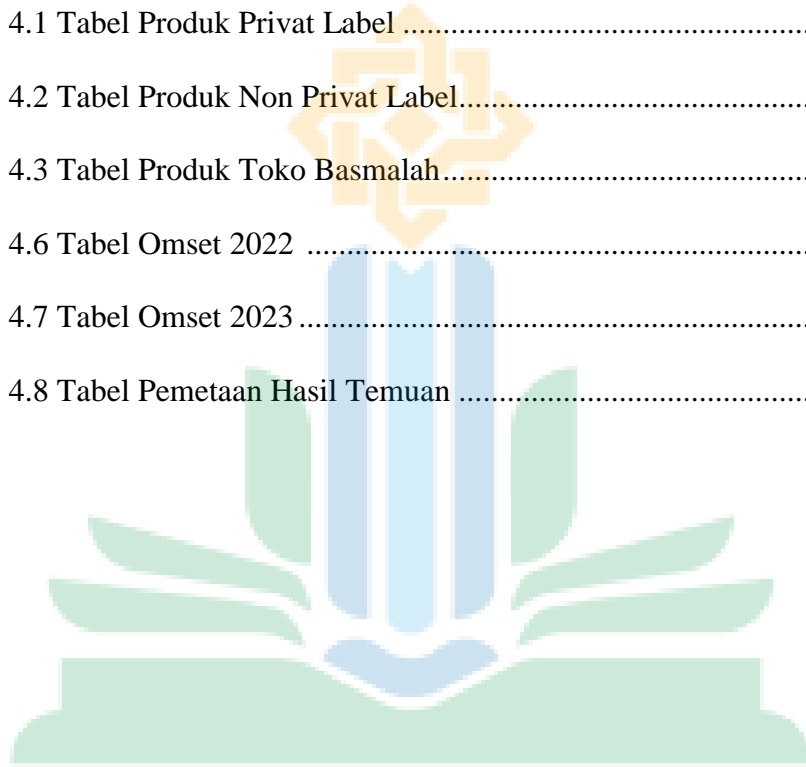 4.1 Tabel Produk Privat Label ..........................................
4.2 Tabel Produk Non Privat Label....................................
4.3 Tabel Produk Toko Basmalah......................................
4.6 Tabel Omset 2022 ......................................................
4.7 Tabel Omset 2023 .......................................................
4.8 Tabel Pemetaan Hasil Temuan ...................................